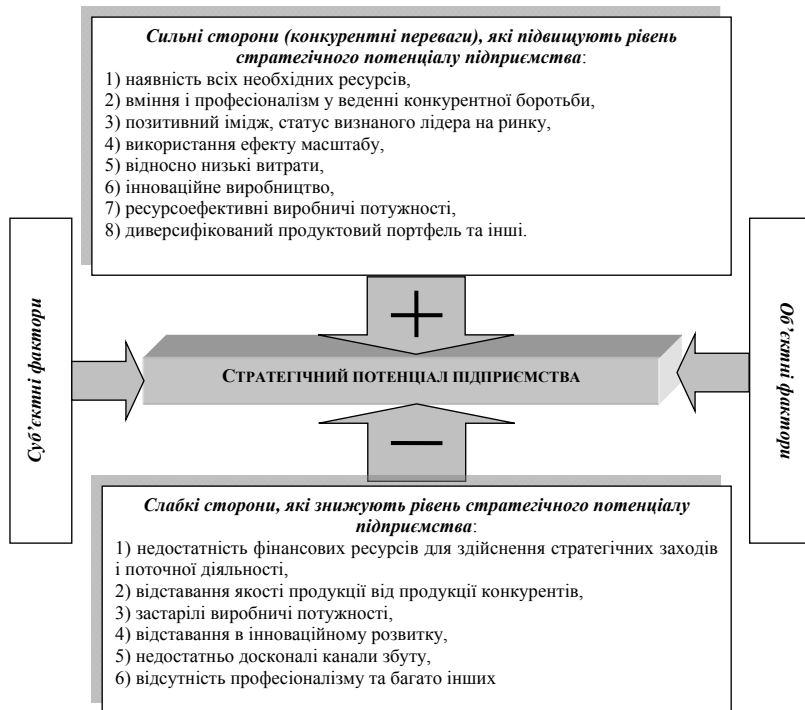 Сильні сторони (конкурентні переваги), які підвищують рівень
стратегічного потенціалу підприємства:
1) наявність всіх необхідних ресурсів,
2) вміння і професіоналізм у веденні конкурентної боротьби,
3) позитивний імідж, статус визнаного лідера на ринку,
4) використання ефекту масштабу,
5) відносно низькі витрати,
6) інноваційне виробництво,
7) ресурсоефективні виробничі потужності,
8) диверсифікований продуктовий портфель та інші.
+
Суб’єктні фактори
СТРАТЕГІЧНИЙ ПОТЕНЦІАЛ ПІДПРИЄМСТВА
Об’єктні фактори
—
Слабкі сторони, які знижують рівень стратегічного потенціалу
підприємства:
1) недостатність фінансових ресурсів для здійснення стратегічних заходів
і поточної діяльності,
2) відставання якості продукції від продукції конкурентів,
3) застарілі виробничі потужності,
4) відставання в інноваційному розвитку,
5) недостатньо досконалі канали збуту,
6) відсутність професіоналізму та багато інших